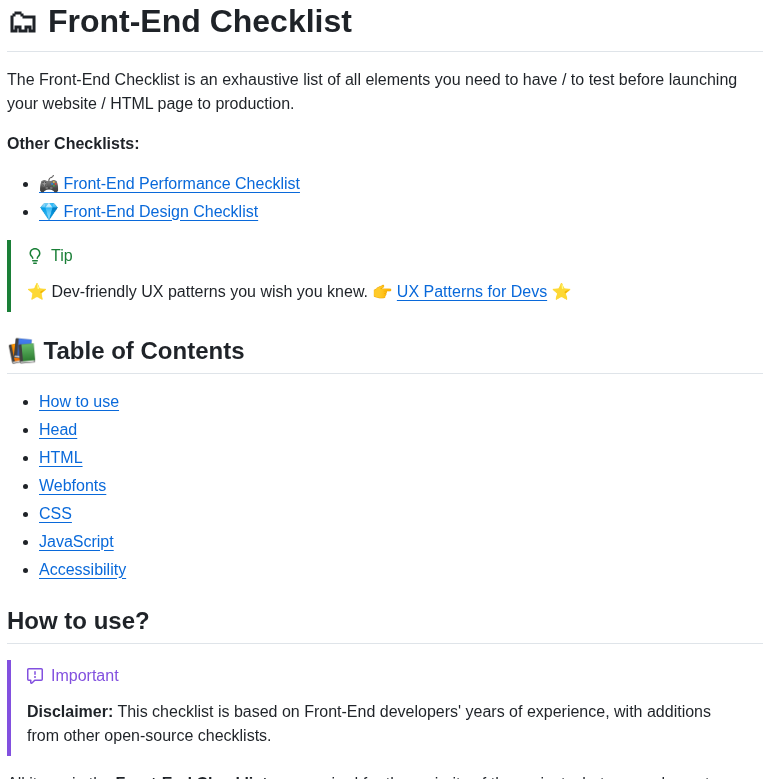 🗂 Front-End Checklist
The Front-End Checklist is an exhaustive list of all elements you need to have / to test before launching
your website / HTML page to production.
Other Checklists:
• 🎮 Front-End Performance Checklist
• 💎 Front-End Design Checklist
Tip
⭐ Dev-friendly UX patterns you wish you knew. 👉 UX Patterns for Devs ⭐
📚 Table of Contents
• How to use
• Head
• HTML
• Webfonts
• CSS
• JavaScript
• Accessibility
How to use?
Important
Disclaimer: This checklist is based on Front-End developers' years of experience, with additions
from other open-source checklists.